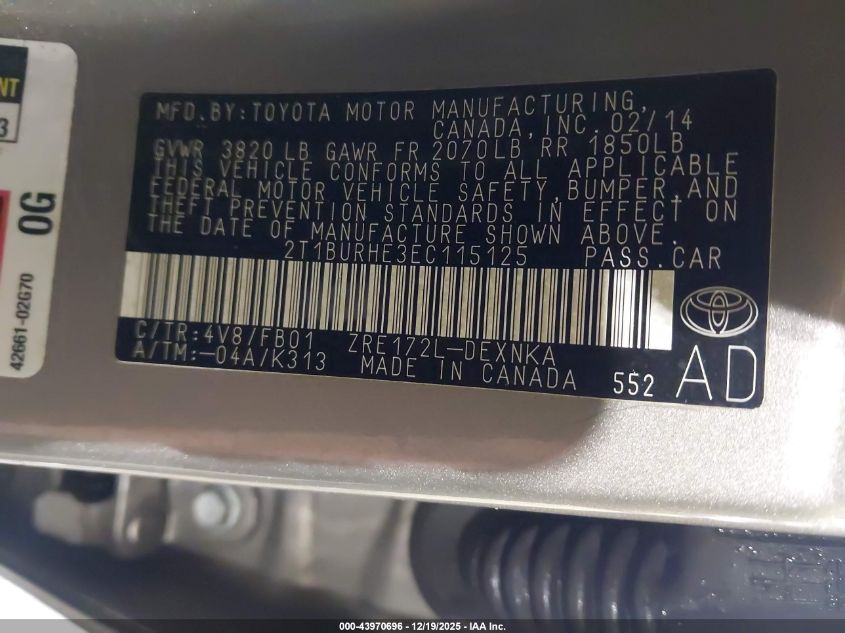 MFD.BY:TOYOTA MOTOR MANUFACTURING,
CANADA,INC.02/14
GVWR 3820 LB GAWR FR 2070LB RR 1850LB
THIS VEHICLE CONFORMS TO ALL APPLICABLE
FEDERAL MOTOR VEHICLE SAFETY,BUMPER,AND
THEFT PREVENTION STANDARDS IN EFFECT ON
THE DATE OF MANUFACTURE SHOWN ABOVE.
2T1BURHE3EC115125 PASS.CAR
C/TR:4V8/FB01 ZRE172L-DEXNKA
A/TM:-04A/K313 MADE IN CANADA 552 AD
NT
3
0G
42661-02G70
000-43970696 - 12/19/2025 - IAA Inc.